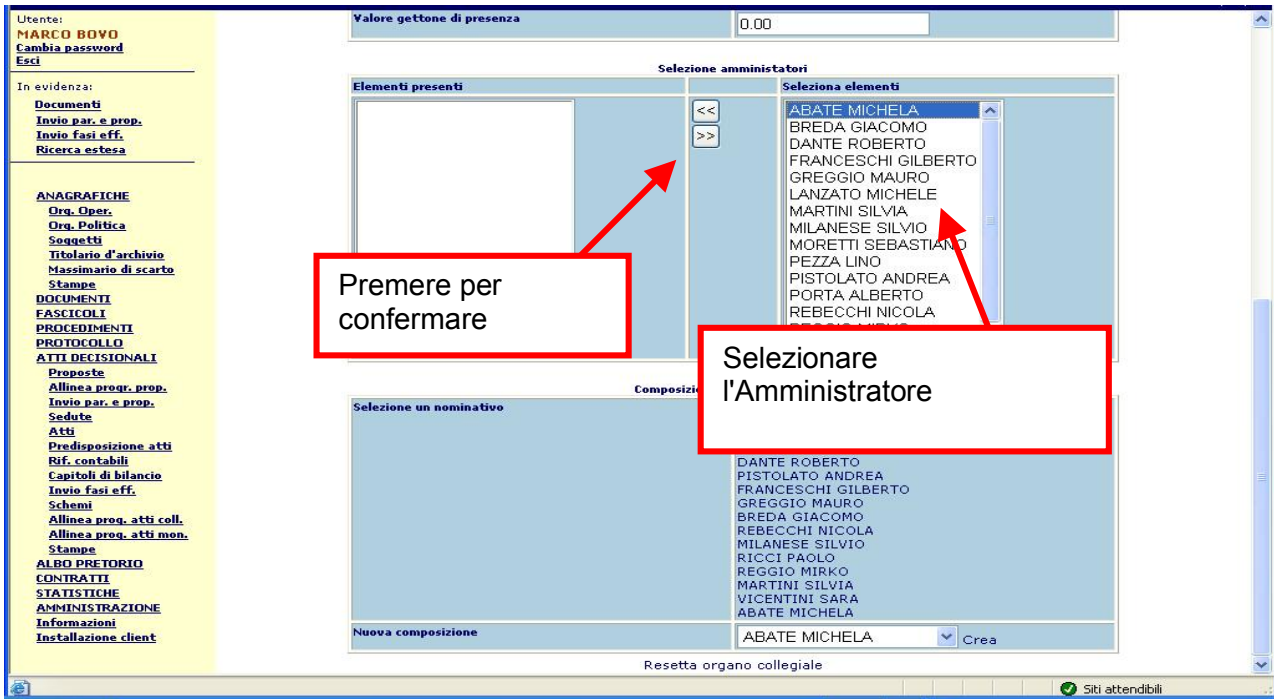 Utente:
MARCO BOVO
Cambia password
Esci
In evidenza:
Documenti
Invio par. e prop.
Invio fasi eff.
Ricerca estesa
ANAGRAFICHE
Org. Oper.
Org. Politica
Soggetti
Titolario d'archivio
Massimario di scarto
Stampe
DOCUMENTI
FASCICOLI
PROCEDIMENTI
PROTOCOLLO
ATTI DECISIONALI
Proposte
Allinea progr. prop.
Invio par. e prop.
Sedute
Atti
Predisposizione atti
Rif. contabili
Capitoli di bilancio
Invio fasi eff.
Schemi
Allinea prog. atti coll.
Allinea prog. atti mon.
Stampe
ALBO PRETORIO
CONTRATTI
STATISTICHE
AMMINISTRAZIONE
Informazioni
Installazione client
Valore gettone di presenza
0.00
Selezione amministatori
Elementi presenti
Seleziona elementi
<<
>>
ABATE MICHELA
BREDA GIACOMO
DANTE ROBERTO
FRANCESCHI GILBERTO
GREGGIO MAURO
LANZATO MICHELE
MARTINI SILVIA
MILANESE SILVIO
MORETTI SEBASTIANO
PEZZA LINO
PISTOLATO ANDREA
PORTA ALBERTO
REBECCHI NICOLA
REGGIO MIRKO
Premere per
confermare
Selezionare
l'Amministratore
Selezione un nominativo
DANTE ROBERTO
PISTOLATO ANDREA
FRANCESCHI GILBERTO
GREGGIO MAURO
BREDA GIACOMO
REBECCHI NICOLA
MILANESE SILVIO
RICCI PAOLO
REGGIO MIRKO
MARTINI SILVIA
VICENTINI SARA
ABATE MICHELA
Nuova composizione
ABATE MICHELA
Crea
Resetta organo collegiale
Siti attendibili